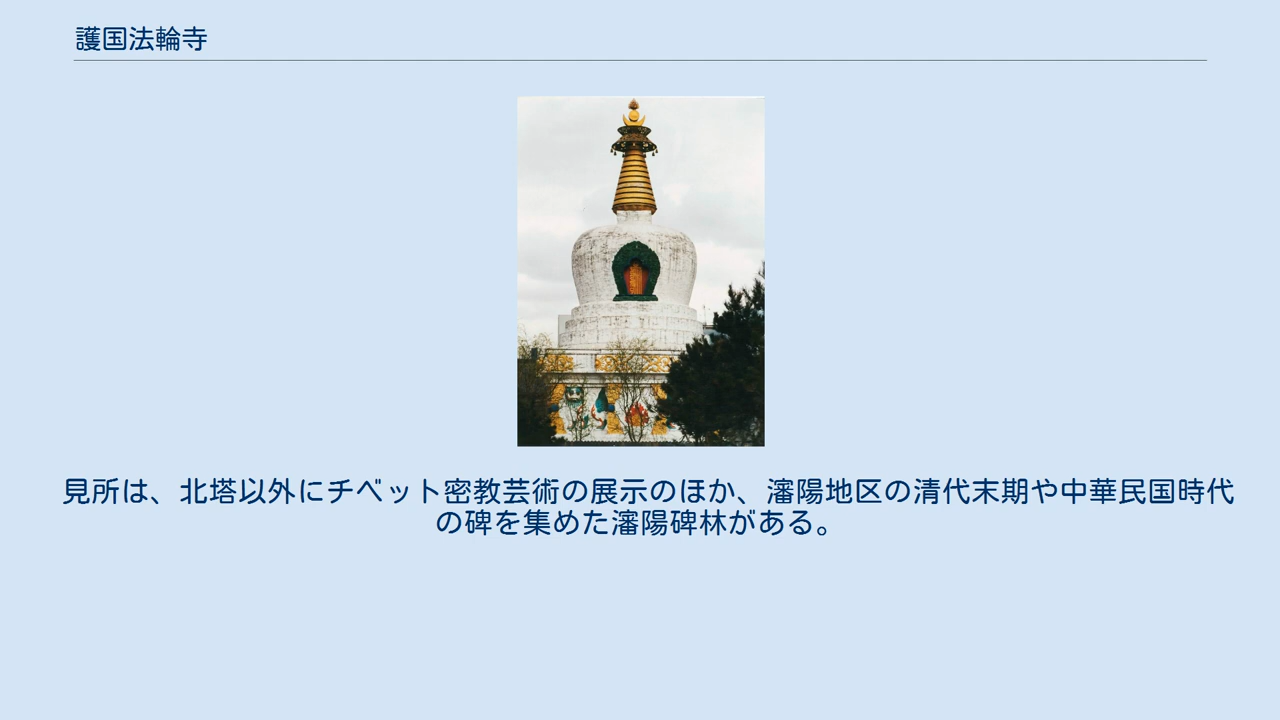 護国法輪寺
見所は、北塔以外にチベット密教芸術の展示のほか、瀋陽地区の清代末期や中華民国時代
の碑を集めた瀋陽碑林がある。